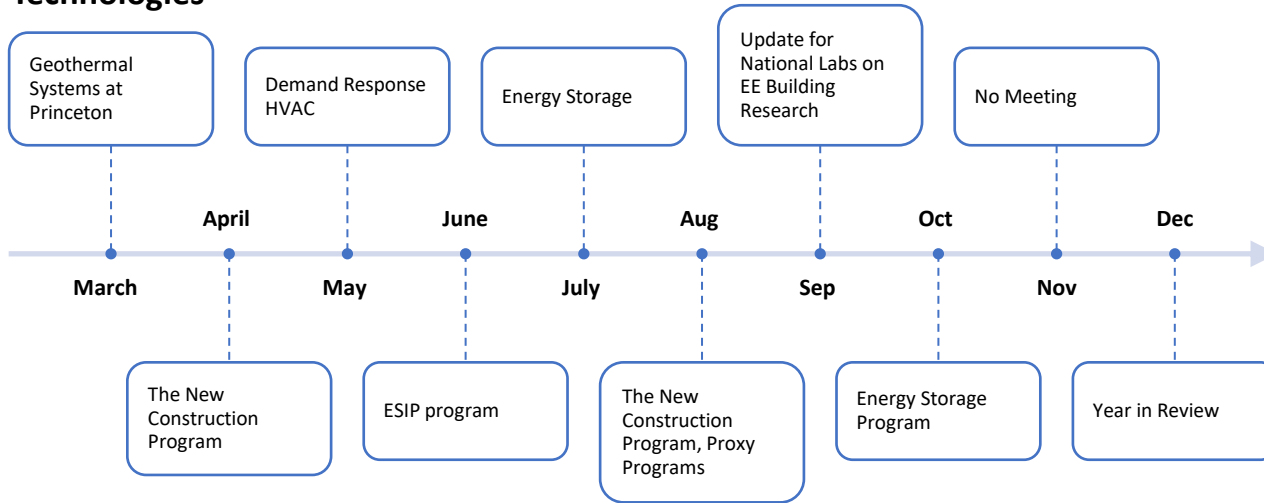 Technologies
Geothermal
Systems at
Princeton
Demand Response
HVAC
Energy Storage
Update for
National Labs on
EE Building
Research
No Meeting
April
June
Aug
Oct
Dec
March
May
July
Sep
Nov
The New
Construction
Program
ESIP program
The New
Construction
Program, Proxy
Programs
Energy Storage
Program
Year in Review